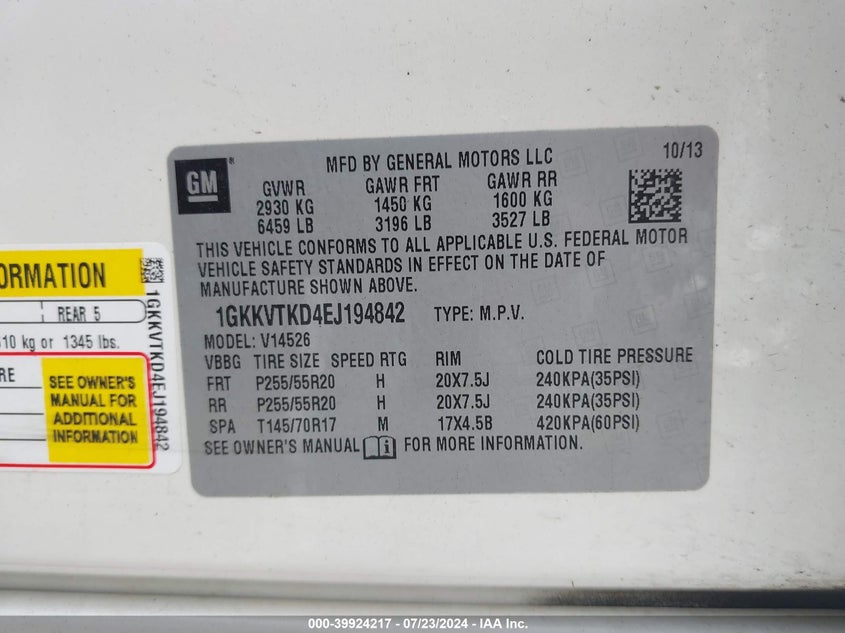 GM
MFD BY GENERAL MOTORS LLC
10/13
GVWR GAWR FRT GAWR RR
2930 KG 1450 KG 1600 KG
6459 LB 3196 LB 3527 LB
THIS VEHICLE CONFORMS TO ALL APPLICABLE U.S. FEDERAL MOTOR
VEHICLE SAFETY STANDARDS IN EFFECT ON THE DATE OF
MANUFACTURE SHOWN ABOVE.
1GKKVTKD4EJ194842 TYPE: M.P.V.
MODEL: V14526
VBBG TIRE SIZE SPEED RTG RIM COLD TIRE PRESSURE
FRT P255/55R20 H 20X7.5J 240KPA(35PSI)
RR P255/55R20 H 20X7.5J 240KPA(35PSI)
SPA T145/70R17 M 17X4.5B 420KPA(60PSI)
SEE OWNER'S MANUAL i FOR MORE INFORMATION.
ORMATION
REAR 5
10 kg or 1345 lbs.
RE
SEE OWNER'S
MANUAL FOR
ADDITIONAL
INFORMATION
1GKKVTKD4EJ194842
000-39924217 - 07/23/2024 - IAA Inc.